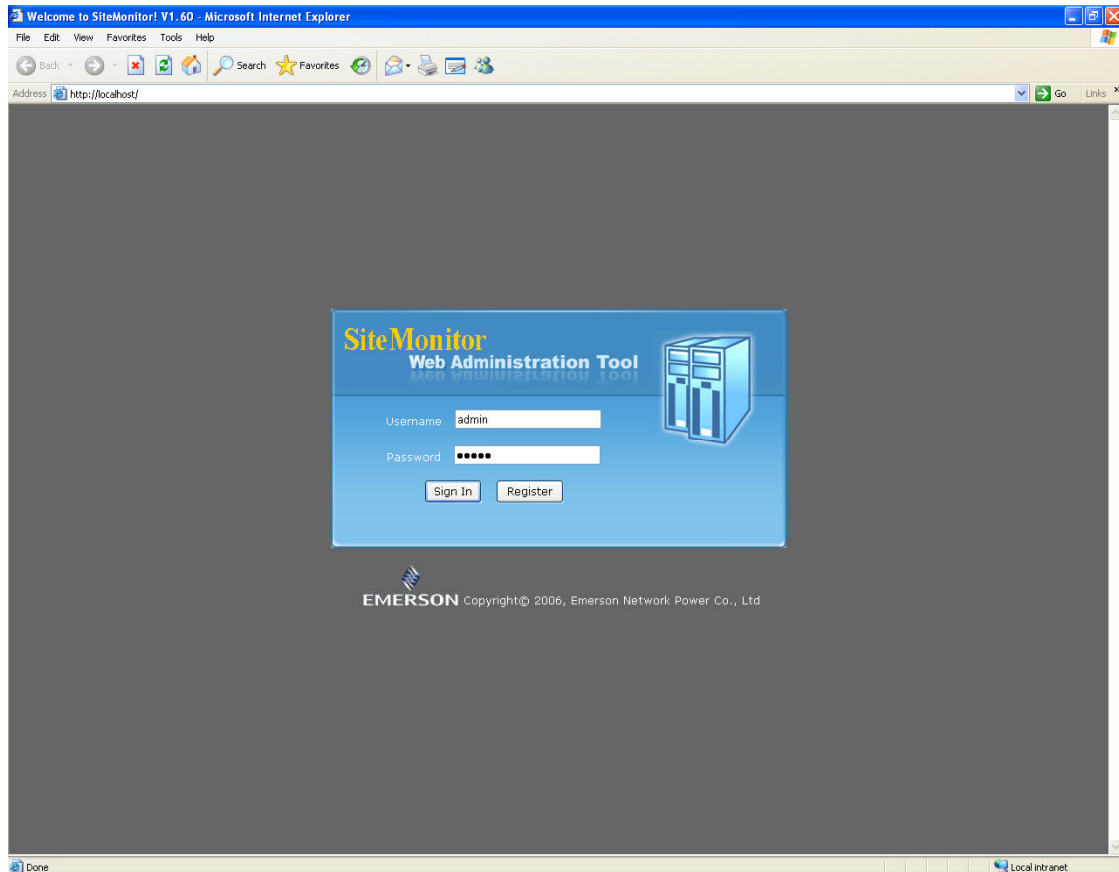 Welcome to SiteMonitor! V1.60 - Microsoft Internet Explorer
File Edit View Favorites Tools Help
Back Search Favorites
Address http://localhost/ Go Links »
SiteMonitor
Web Administration Tool
Username admin
Password •••••
Sign In Register
EMERSON Copyright© 2006, Emerson Network Power Co., Ltd
Done Local intranet